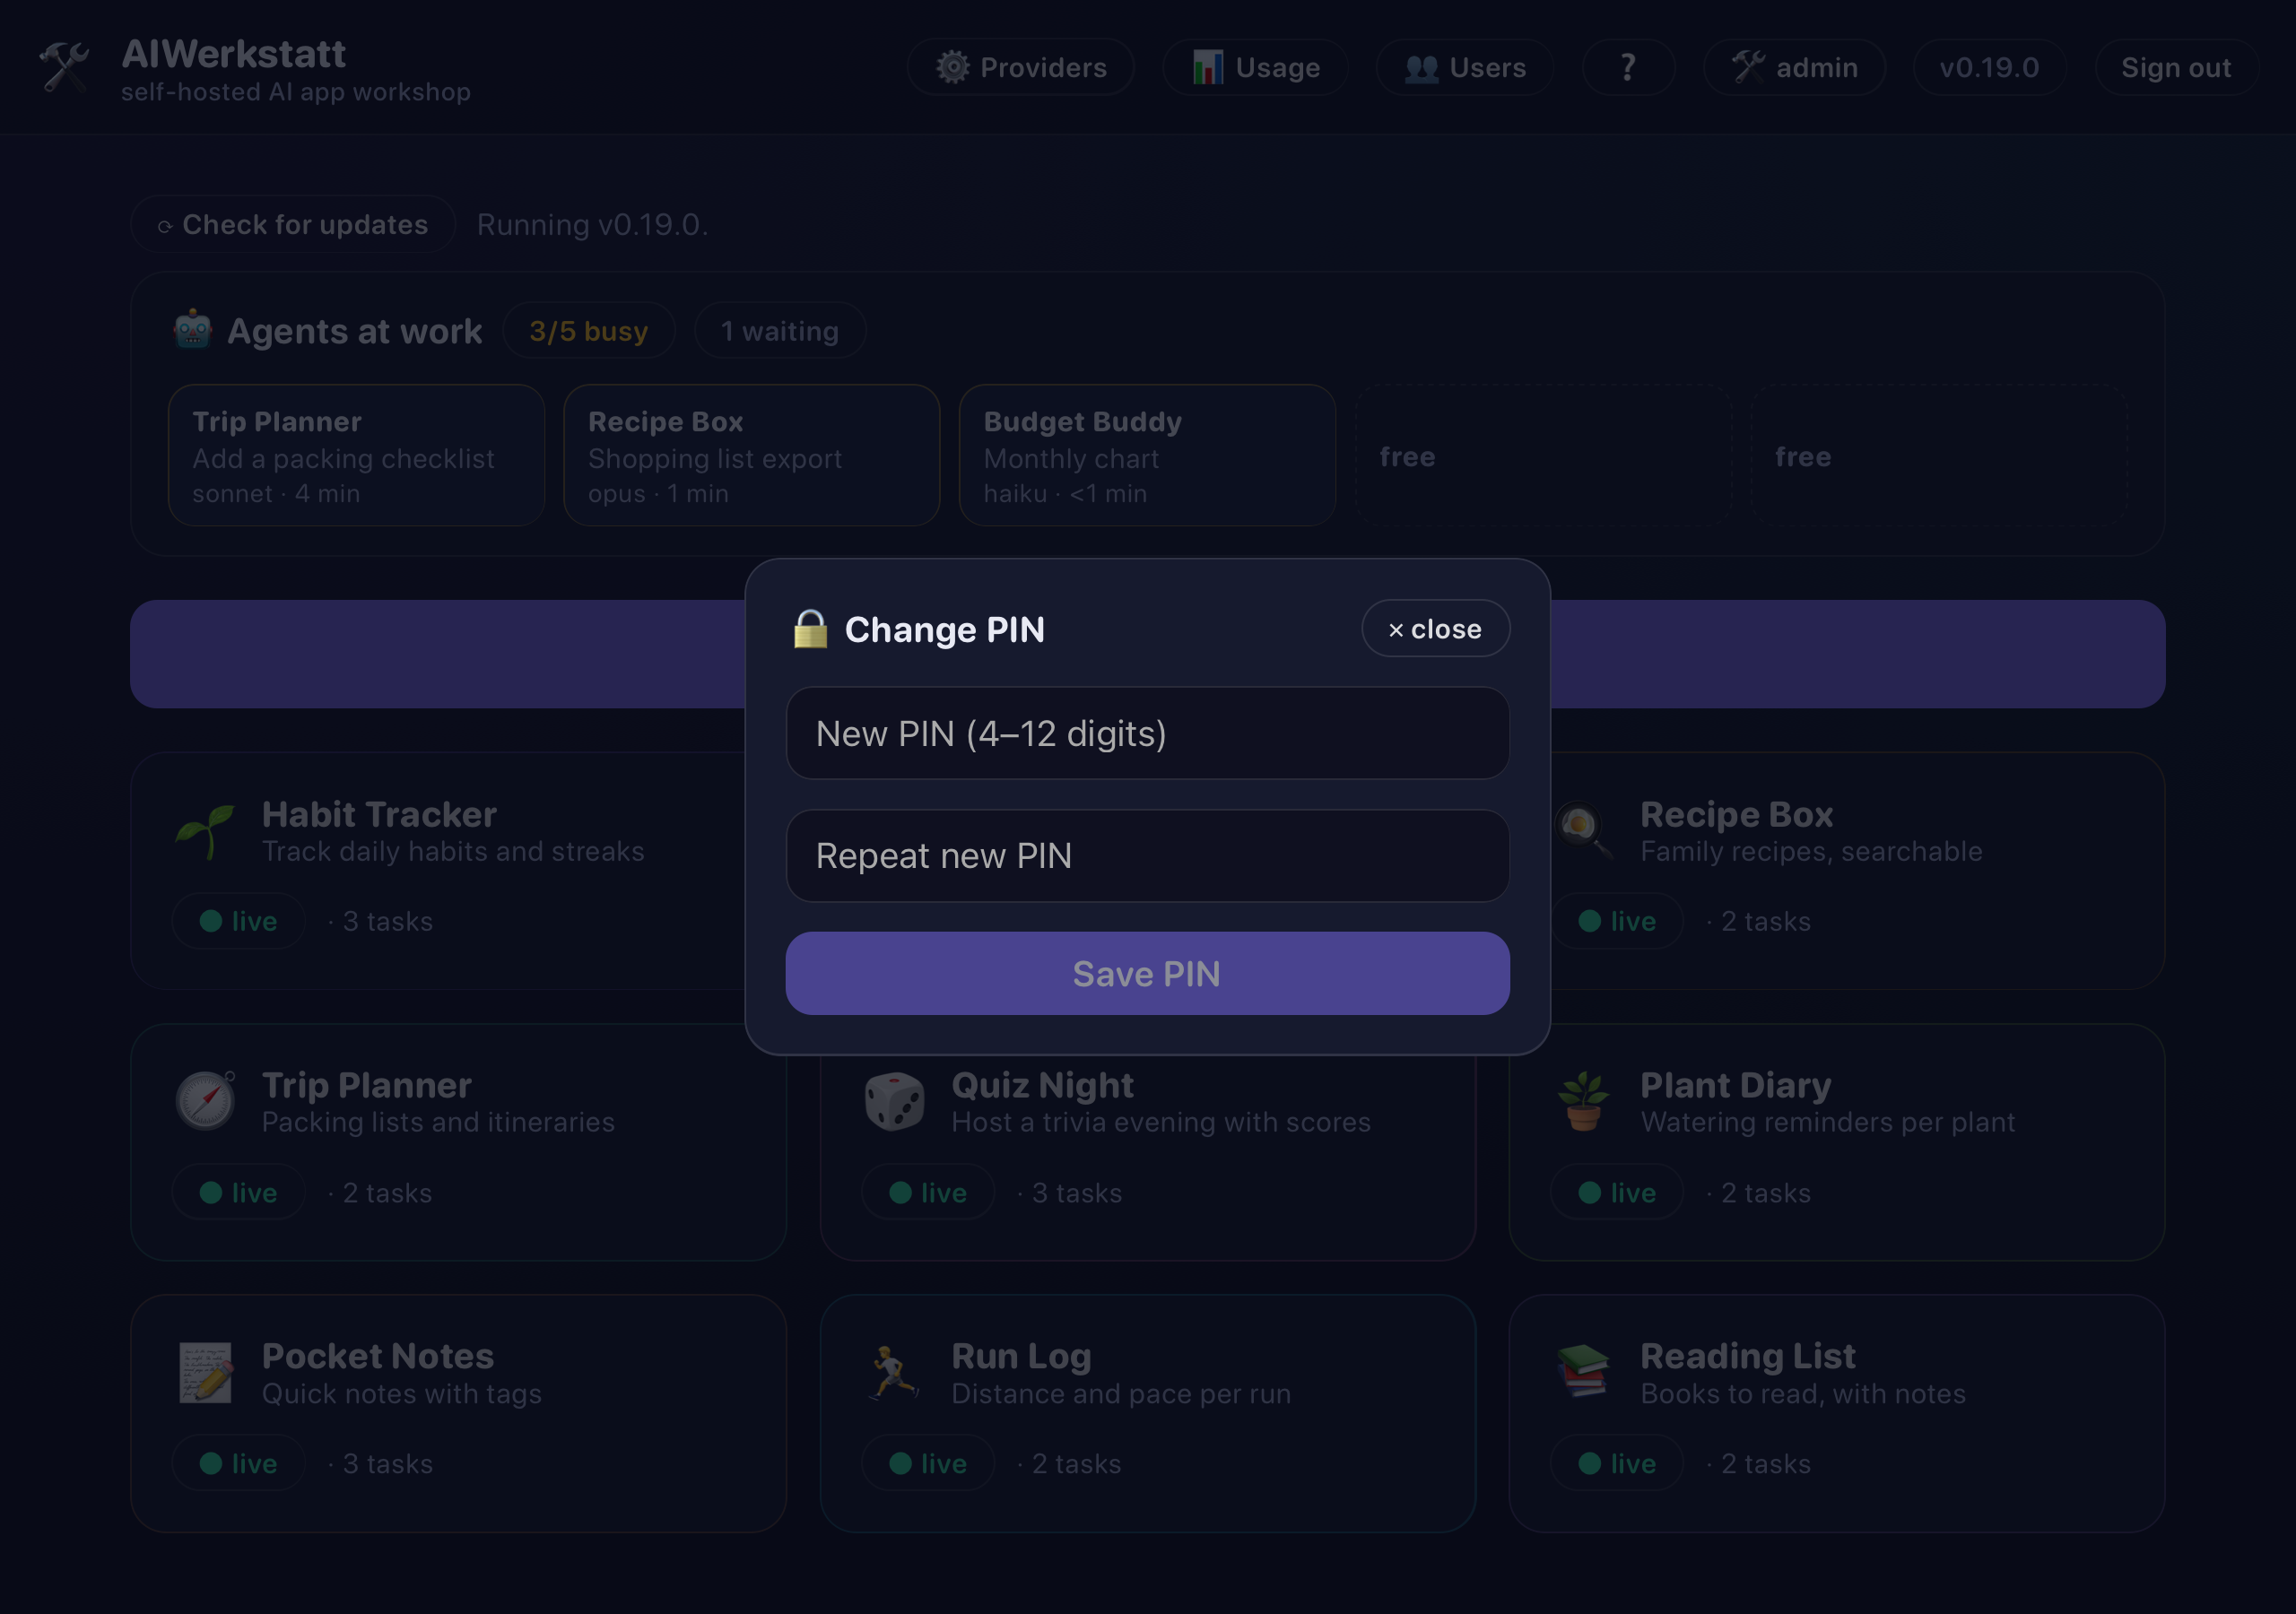 AIWerkstatt
self-hosted AI app workshop
Providers
Usage
Users
?
admin
v0.19.0
Sign out
Check for updates
Running v0.19.0.
Agents at work
3/5 busy
1 waiting
Trip Planner
Add a packing checklist
sonnet · 4 min
Recipe Box
Shopping list export
opus · 1 min
Budget Buddy
Monthly chart
haiku · <1 min
free
free
Change PIN
× close
New PIN (4–12 digits)
Repeat new PIN
Save PIN
Habit Tracker
Track daily habits and streaks
live
· 3 tasks
Recipe Box
Family recipes, searchable
live
· 2 tasks
Trip Planner
Packing lists and itineraries
live
· 2 tasks
Quiz Night
Host a trivia evening with scores
live
· 3 tasks
Plant Diary
Watering reminders per plant
live
· 2 tasks
Pocket Notes
Quick notes with tags
live
· 3 tasks
Run Log
Distance and pace per run
live
· 2 tasks
Reading List
Books to read, with notes
live
· 2 tasks